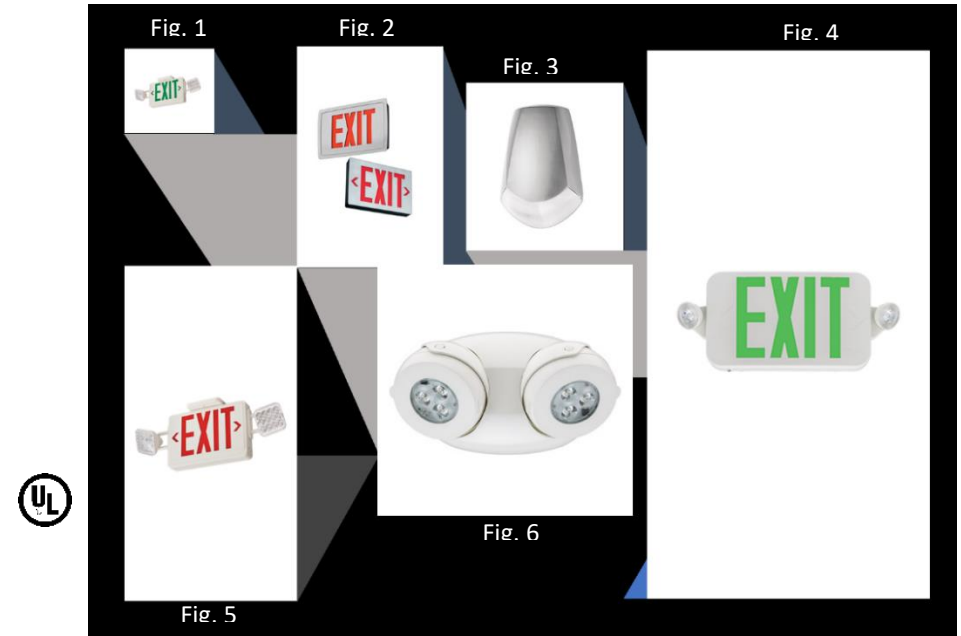 Fig. 1
Fig. 2
Fig. 3
Fig. 4
EXIT
EXIT
<EXIT>
EXIT
<EXIT>
UL
Fig. 6
Fig. 5